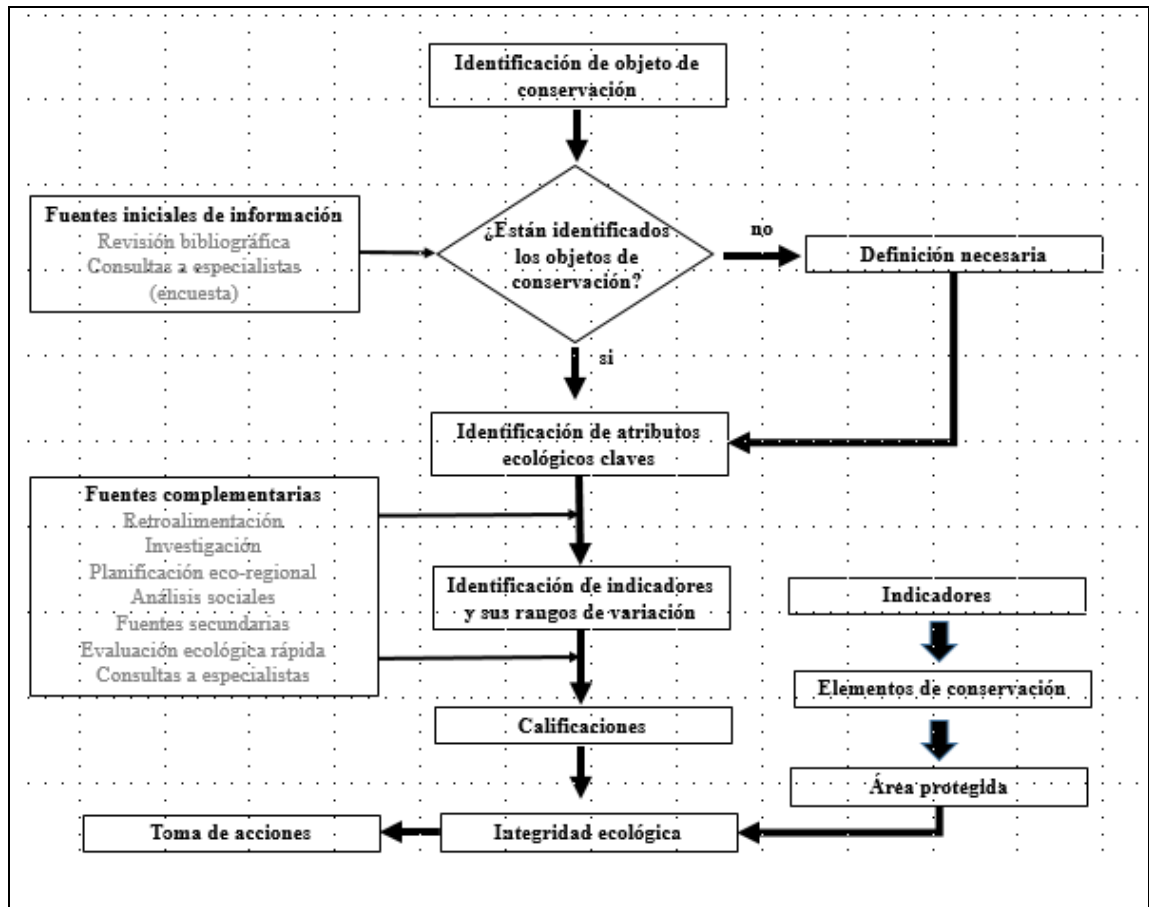 Identificación de objeto de
conservación
Fuentes iniciales de información
Revisión bibliográfica
Consultas a especialistas
(encuesta)
¿Están identificados
los objetos de
conservación?
no
Definición necesaria
si
Identificación de atributos
ecológicos claves
Fuentes complementarias
Retroalimentación
Investigación
Planificación eco-regional
Análisis sociales
Fuentes secundarias
Evaluación ecológica rápida
Consultas a especialistas
Identificación de indicadores
y sus rangos de variación
Indicadores
Elementos de conservación
Calificaciones
Área protegida
Toma de acciones
Integridad ecológica